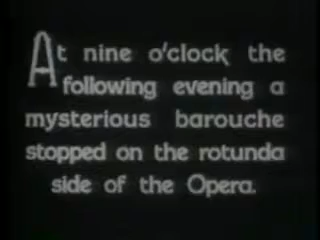 At nine o'clock the
following evening a
mysterious barouche
stopped on the rotunda
side of the Opera.